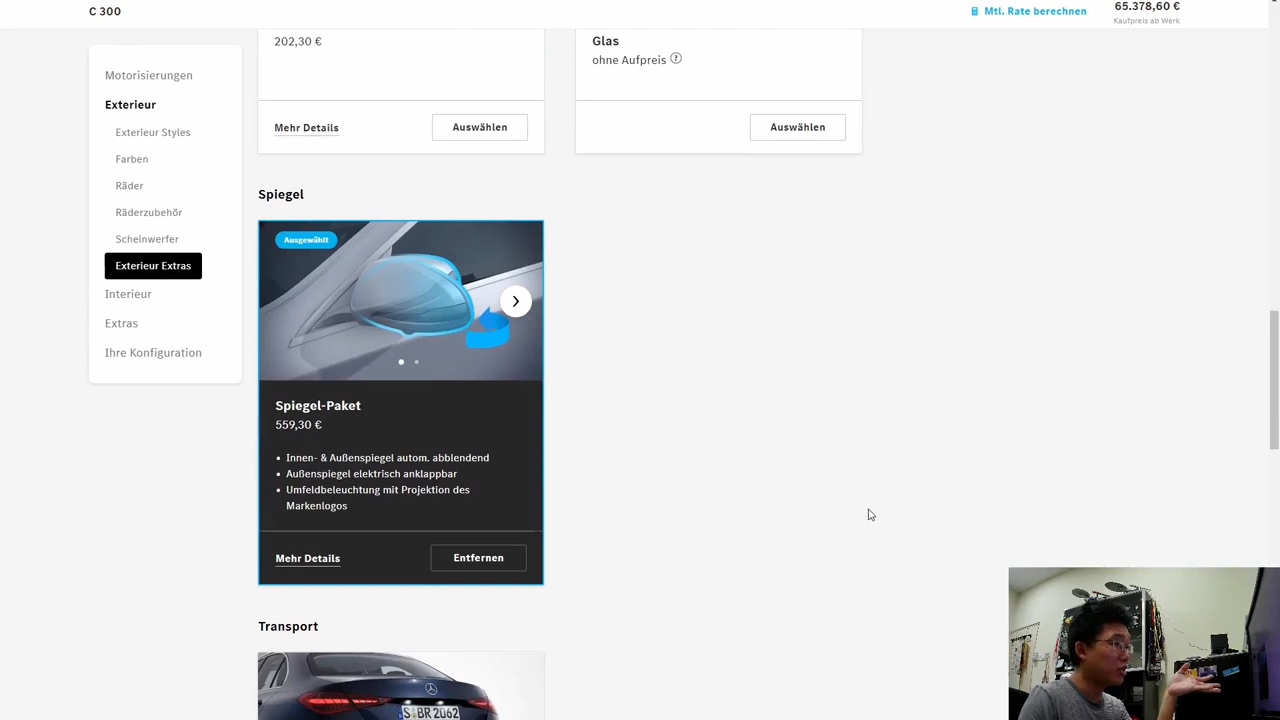 C 300
Mtl. Rate berechnen
65.378,60 €
Kaufpreis ab Werk
Motorisierungen
Exterieur
Exterieur Styles
Farben
Räder
Räderzubehör
Scheinwerfer
Exterieur Extras
Interieur
Extras
Ihre Konfiguration
202,30 €
Mehr Details
Auswählen
Glas
ohne Aufpreis ?
Auswählen
Spiegel
Ausgewählt
Spiegel-Paket
559,30 €
• Innen- & Außenspiegel autom. abblendend
• Außenspiegel elektrisch anklappbar
• Umfeldbeleuchtung mit Projektion des
Markenlogos
Mehr Details
Entfernen
Transport
S·BR 2062